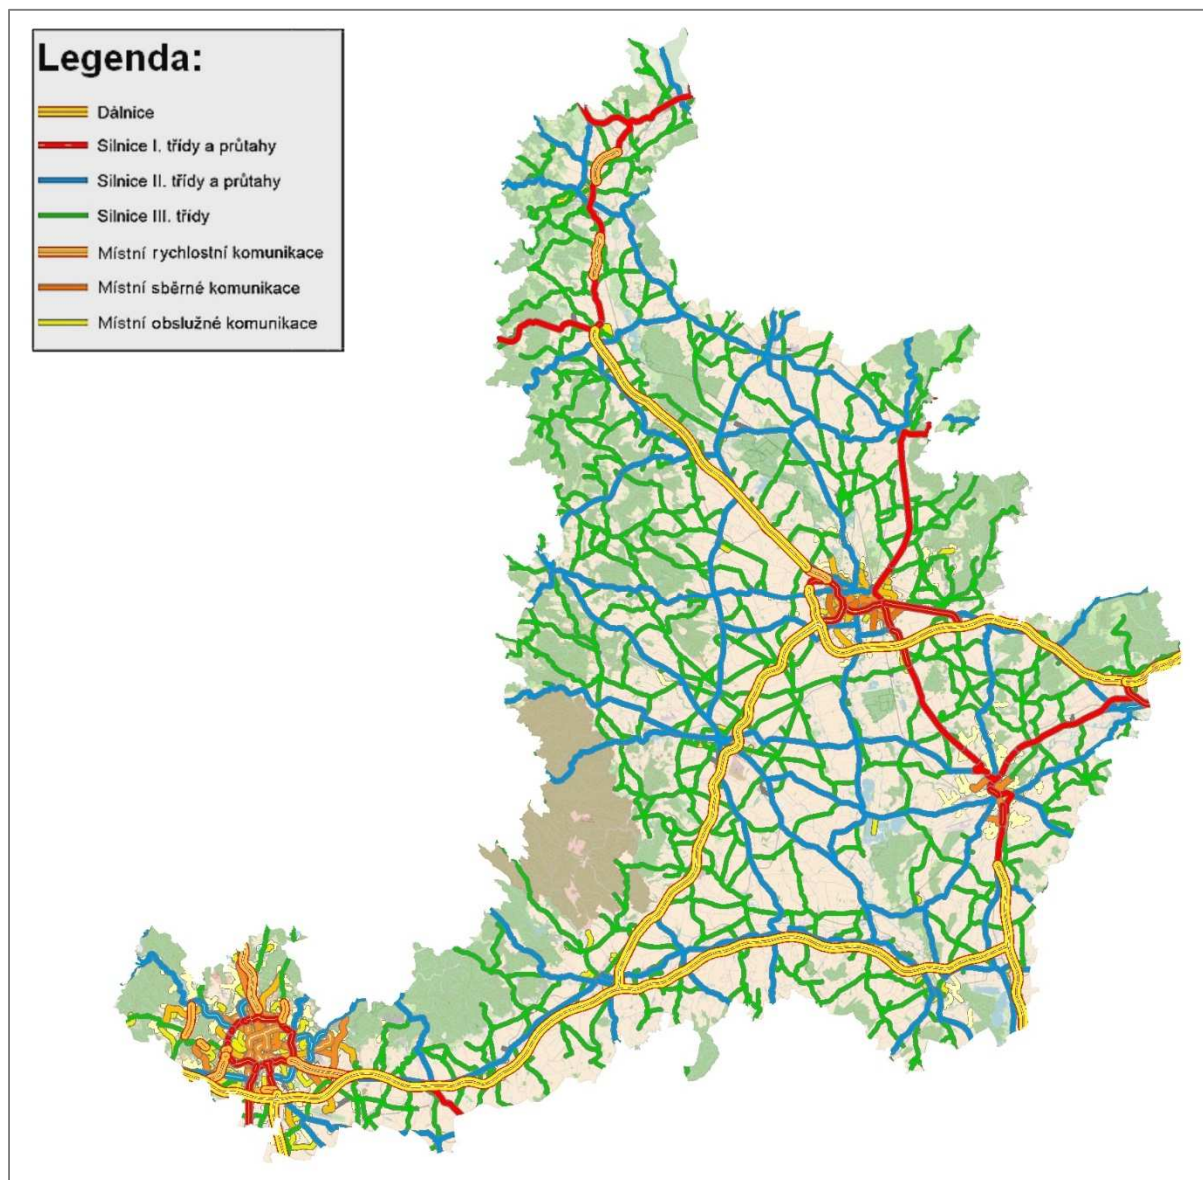 Legenda:
Dálnice
Silnice I. třídy a průtahy
Silnice II. třídy a průtahy
Silnice III. třídy
Místní rychlostní komunikace
Místní sběrné komunikace
Místní obslužné komunikace